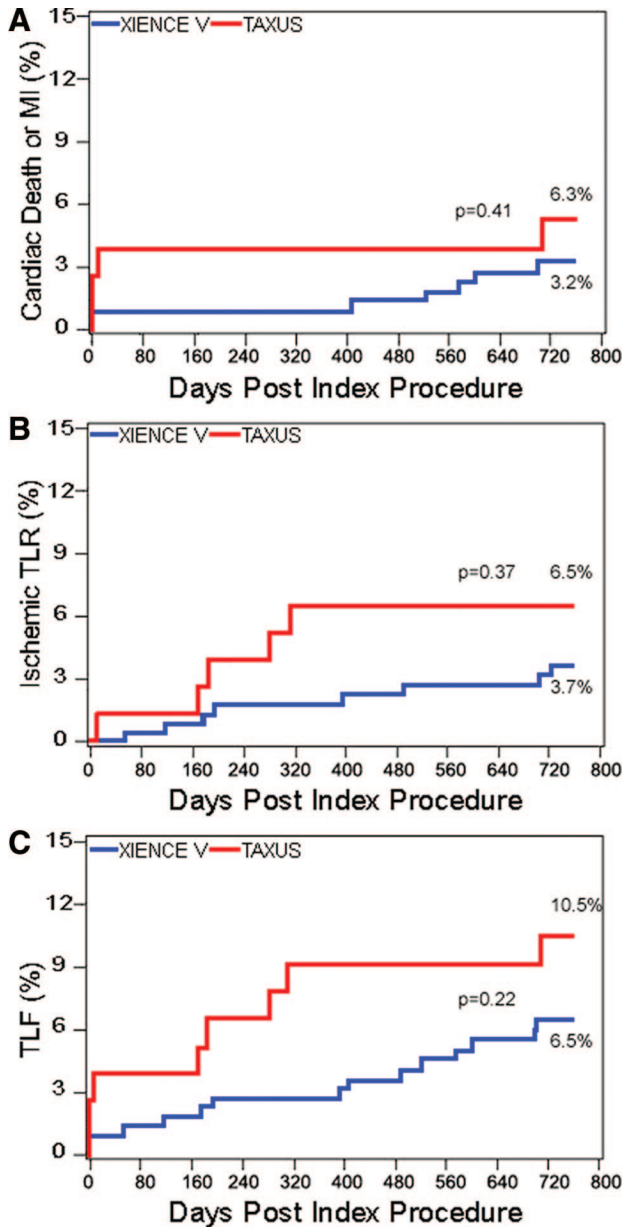 A
XIENCE V TAXUS
Cardiac Death or MI (%)
15
12
9
6
3
0
p=0.41
6.3%
3.2%
0 80 160 240 320 400 480 560 640 720 800
Days Post Index Procedure
B
XIENCE V TAXUS
Ischemic TLR (%)
15
12
9
6
3
0
p=0.37
6.5%
3.7%
0 80 160 240 320 400 480 560 640 720 800
Days Post Index Procedure
C
XIENCE V TAXUS
TLF (%)
15
12
9
6
3
0
10.5%
p=0.22
6.5%
0 80 160 240 320 400 480 560 640 720 800
Days Post Index Procedure